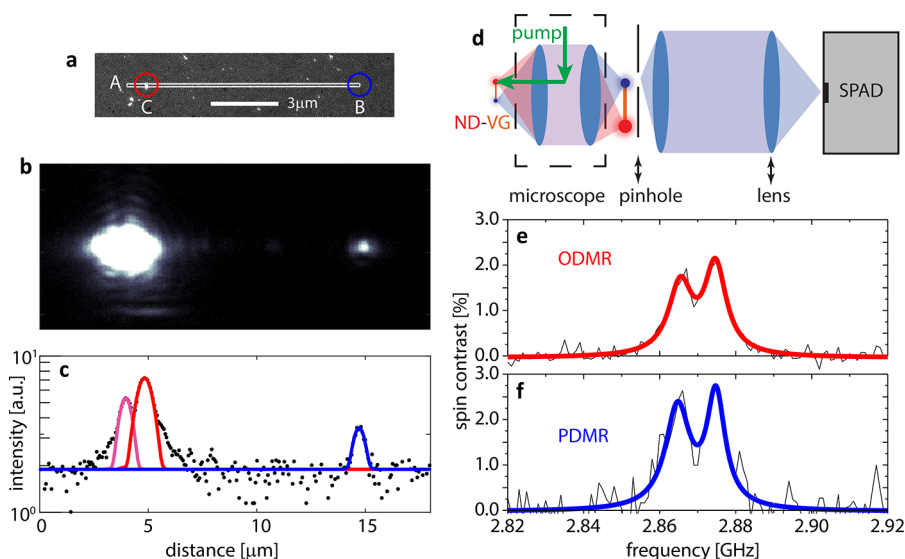 a
A
C
B
3μm
b
c
intensity [a.u.]
10¹
10⁰
0
5
10
15
distance [μm]
d
pump
ND-VG
SPAD
microscope
pinhole
lens
e
ODMR
3.0
2.0
1.0
0.0
spin contrast [%]
f
PDMR
3.0
2.0
1.0
0.0
2.82
2.84
2.86
2.88
2.90
2.92
frequency [GHz]